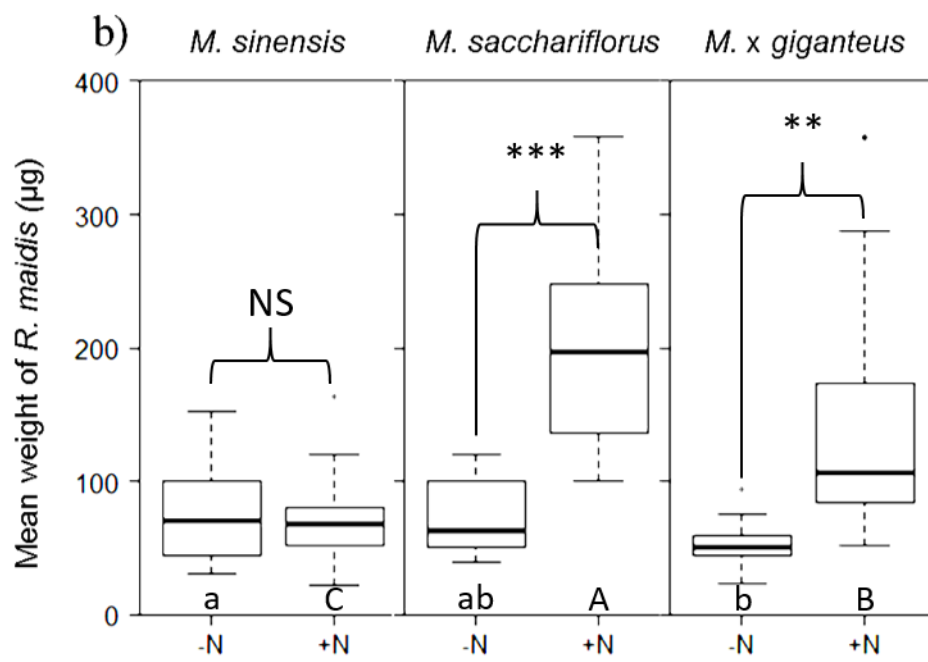 b) M. sinensis M. sacchariflorus M. x giganteus
Mean weight of R. maidis (µg)
400
300
200
100
0
NS
***
**
a C ab A b B
-N +N -N +N -N +N